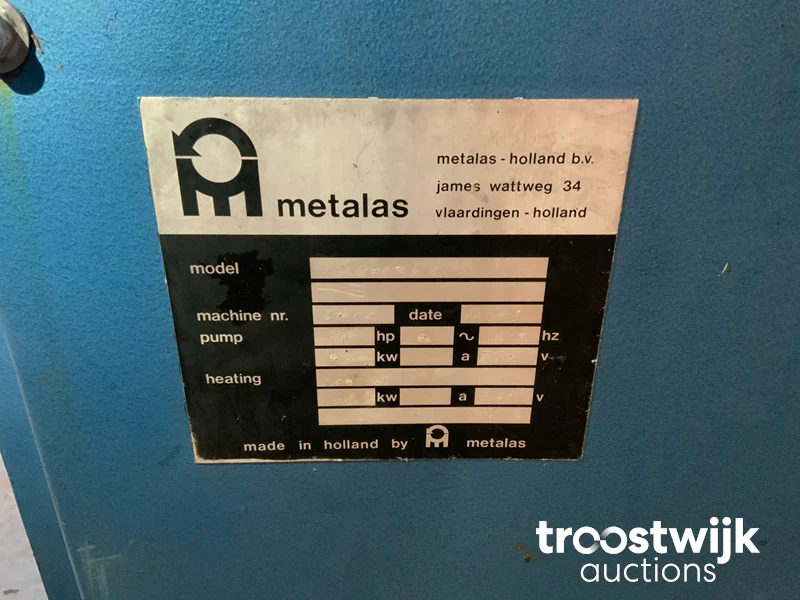 metalas
metalas - holland b.v.
james wattweg 34
vlaardingen - holland
model
machine nr. date
pump hp ~ hz
kw a v
heating
kw a v
made in holland by metalas
troostwijk
auctions